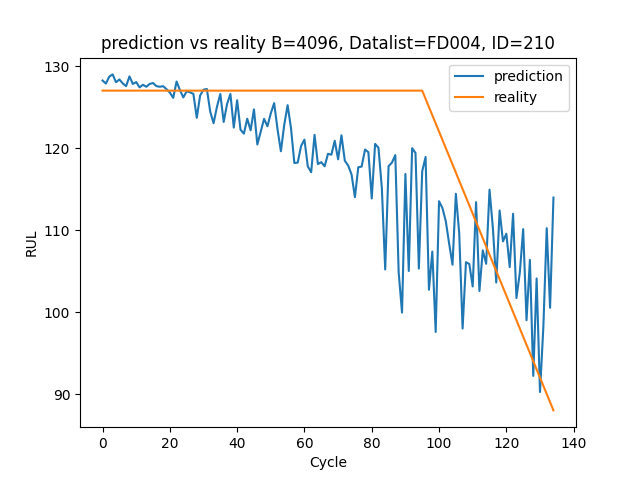 prediction vs reality B=4096, Datalist=FD004, ID=210
prediction
reality
130
120
110
100
90
RUL
0 20 40 60 80 100 120 140
Cycle